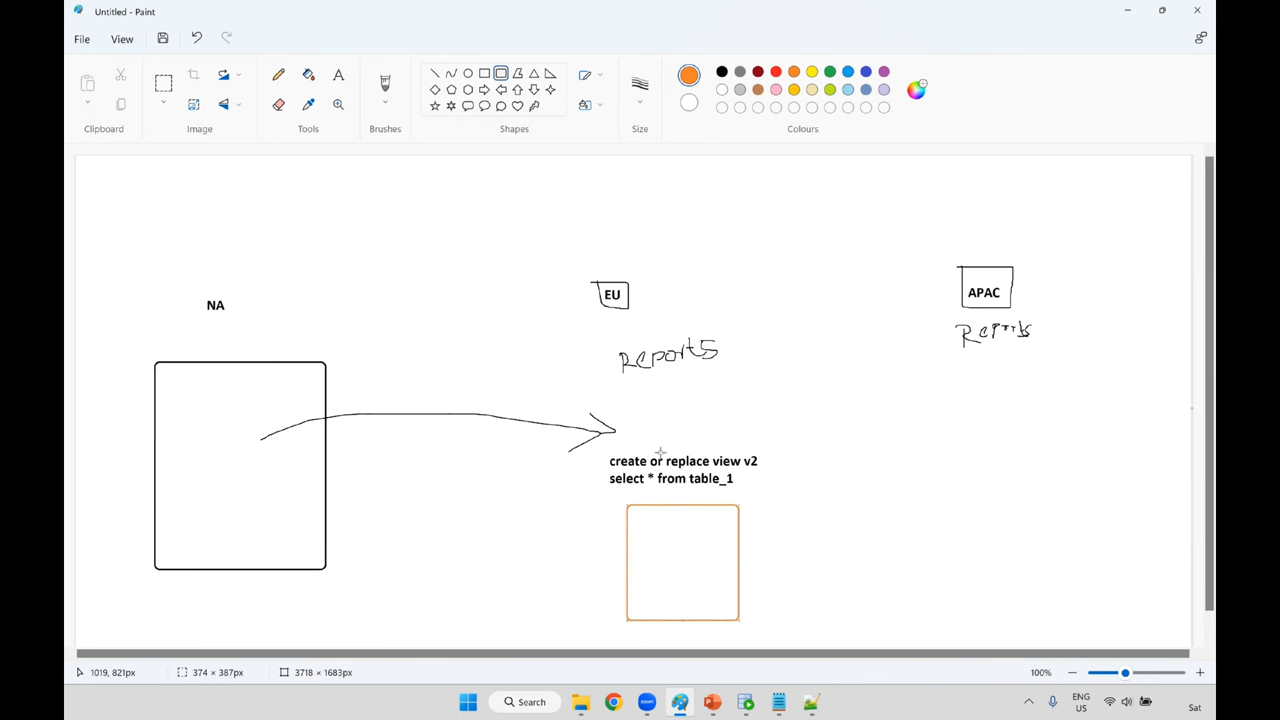 Untitled - Paint
File
View
Clipboard
Image
Tools
Brushes
Shapes
Size
Colours
NA
EU
APAC
Reports
Reports
create or replace view v2
select * from table_1
1019, 821px
374 × 387px
3718 × 1683px
100%
Search
ENG
US
Sat